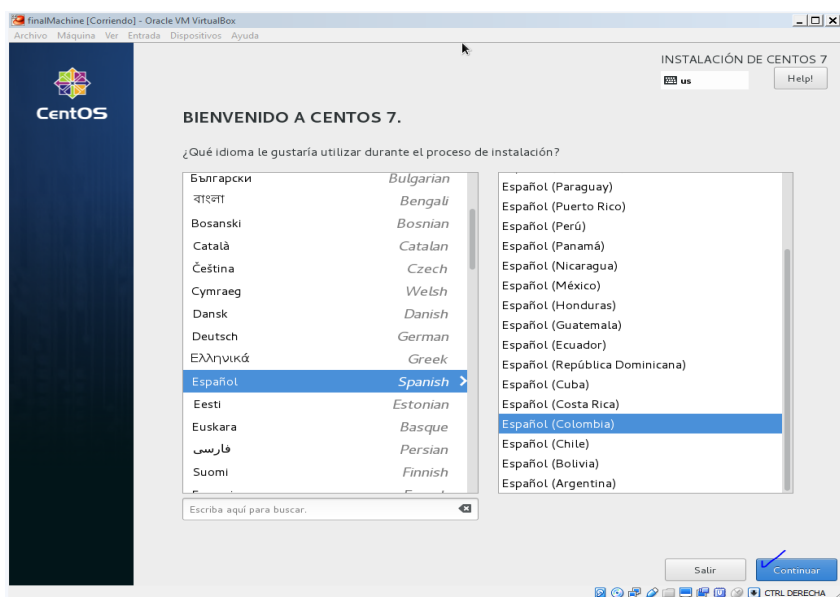 finalMachine [Corriendo] - Oracle VM VirtualBox
Archivo Máquina Ver Entrada Dispositivos Ayuda
CentOS
INSTALACIÓN DE CENTOS 7
us
Help!
BIENVENIDO A CENTOS 7.
¿Qué idioma le gustaría utilizar durante el proceso de instalación?
Български Bulgarian
বাংলা Bengali
Bosanski Bosnian
Català Catalan
Čeština Czech
Cymraeg Welsh
Dansk Danish
Deutsch German
Ελληνικά Greek
Español Spanish
Eesti Estonian
Euskara Basque
فارسی Persian
Suomi Finnish
Español (Paraguay)
Español (Puerto Rico)
Español (Perú)
Español (Panamá)
Español (Nicaragua)
Español (México)
Español (Honduras)
Español (Guatemala)
Español (Ecuador)
Español (República Dominicana)
Español (Cuba)
Español (Costa Rica)
Español (Colombia)
Español (Chile)
Español (Bolivia)
Español (Argentina)
Escriba aquí para buscar.
Salir
Continuar
CTRL DERECHA